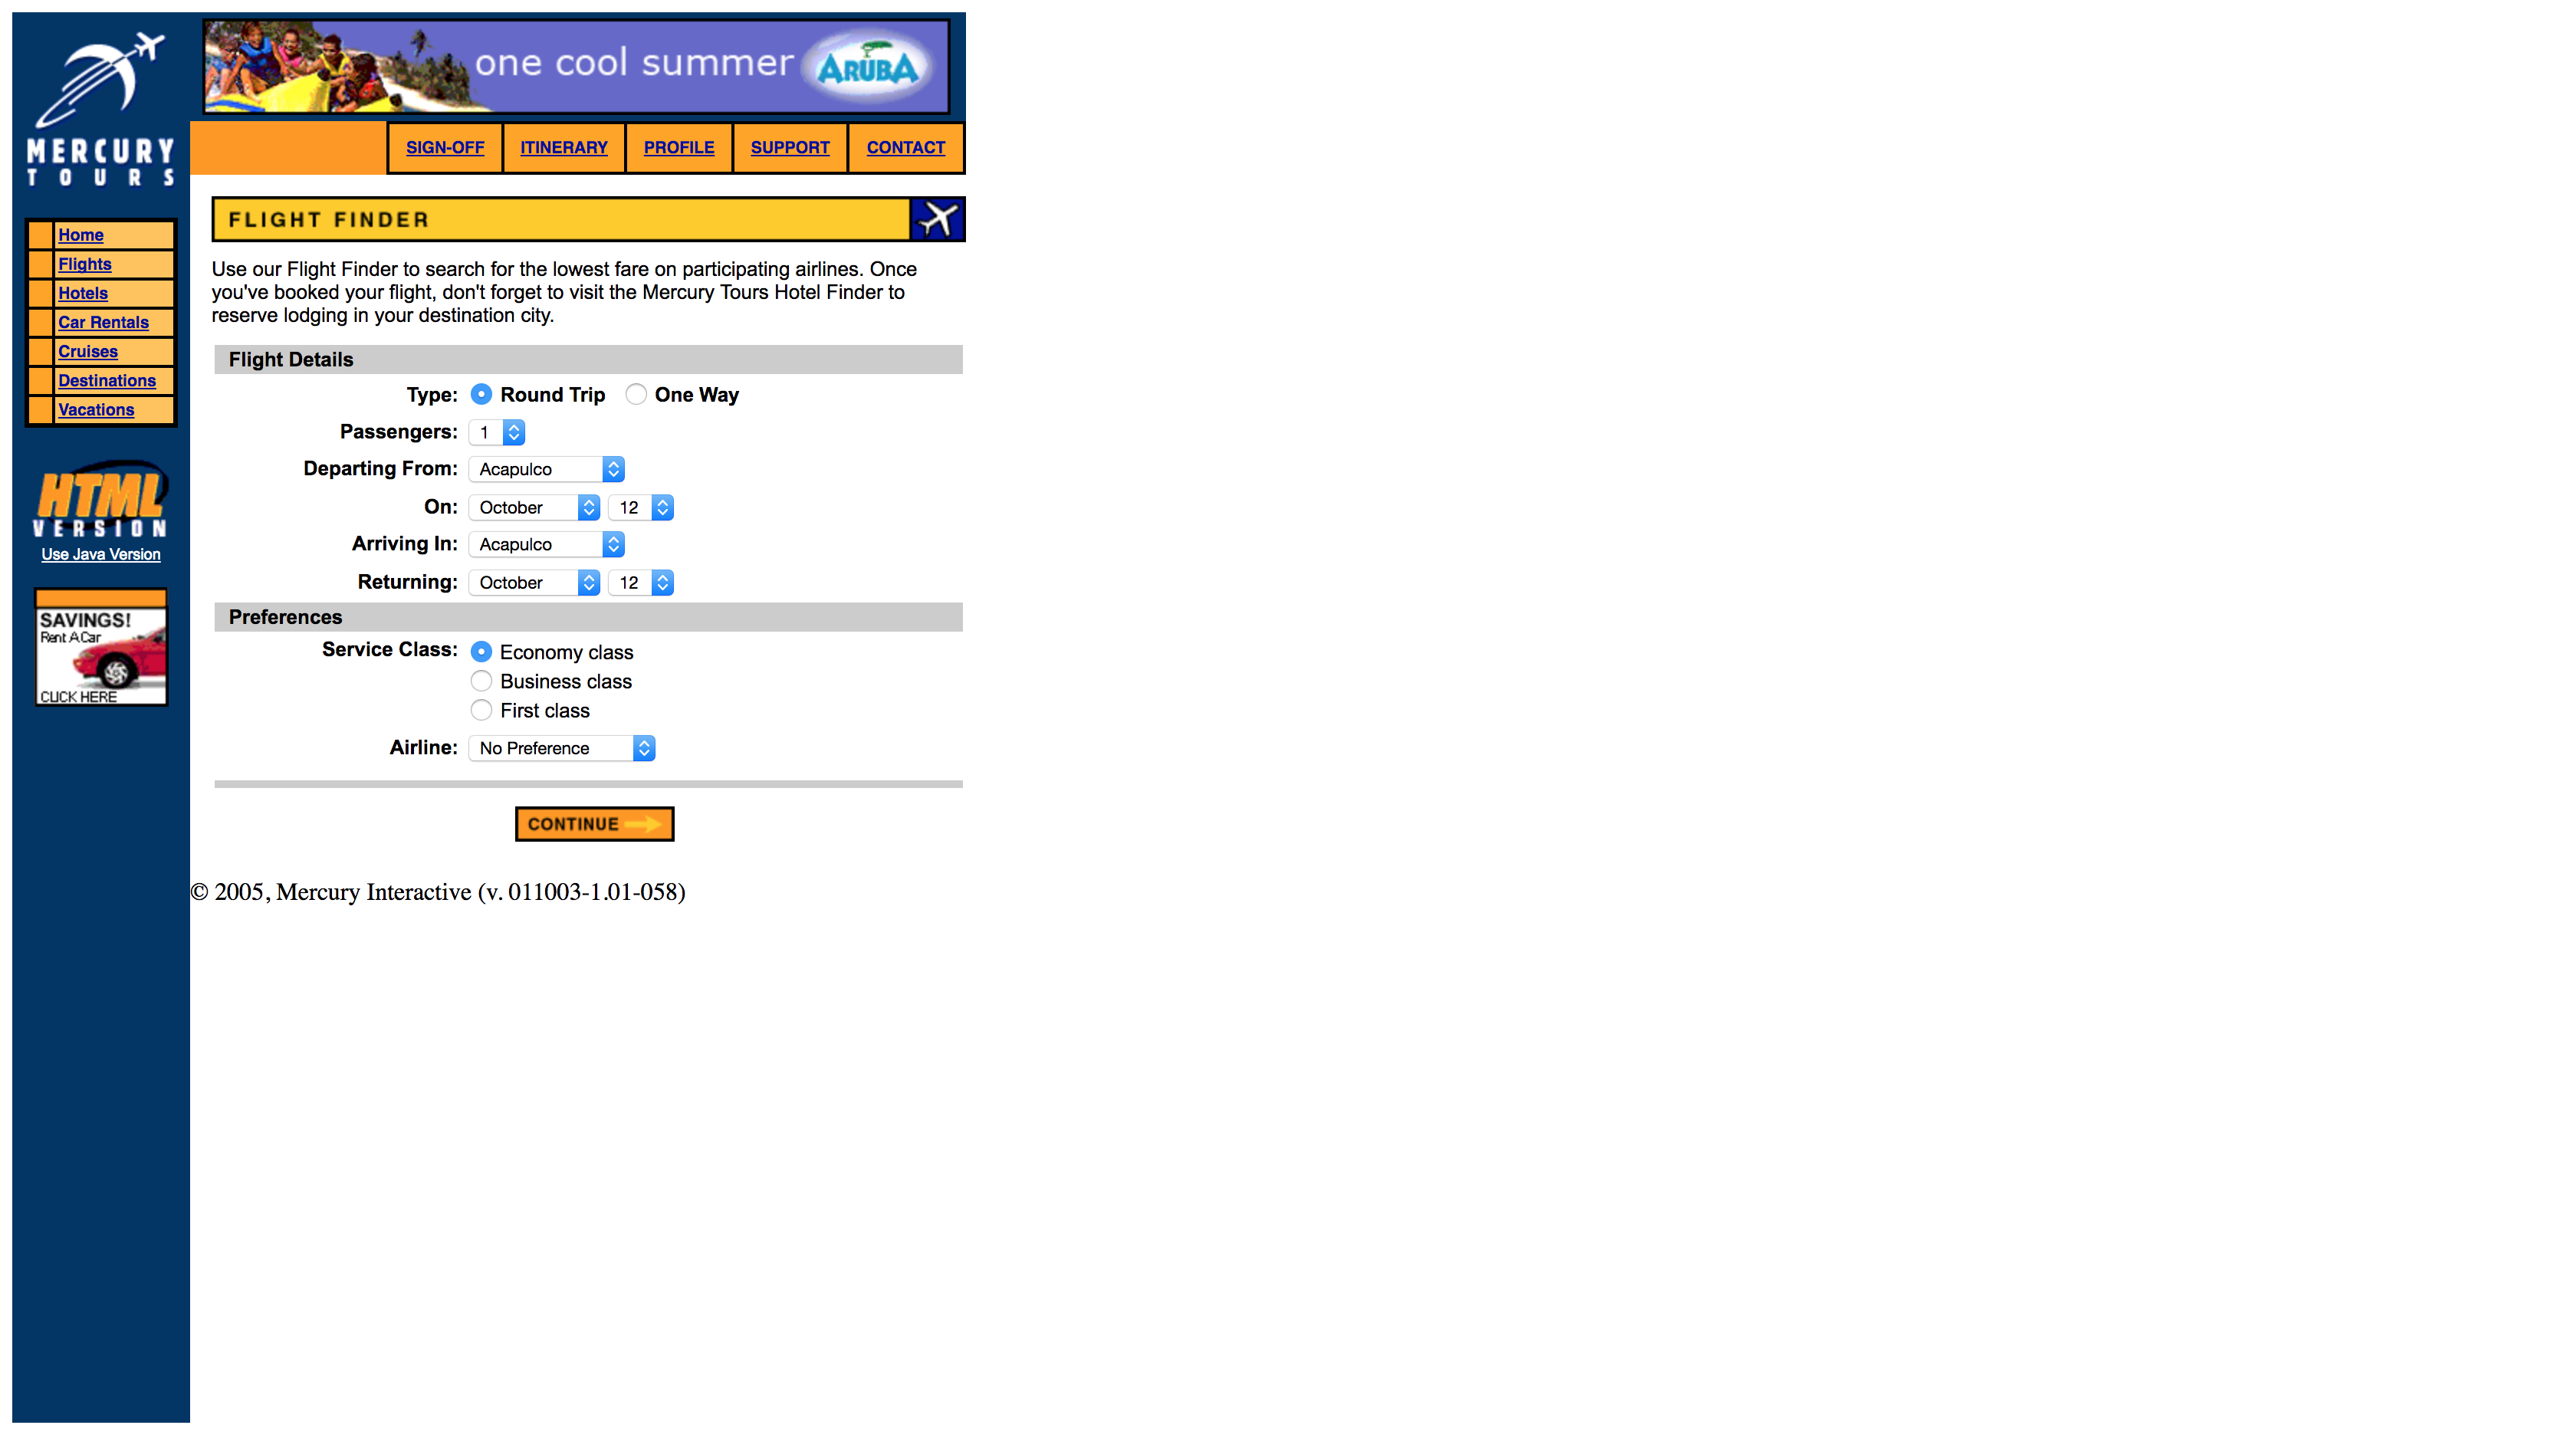 one cool summer ARUBA
MERCURY
TOURS
SIGN-OFF ITINERARY PROFILE SUPPORT CONTACT
FLIGHT FINDER
Home
Flights
Hotels
Car Rentals
Cruises
Destinations
Vacations
HTML
VERSION
Use Java Version
SAVINGS!
Rent A Car
CLICK HERE
Use our Flight Finder to search for the lowest fare on participating airlines. Once
you've booked your flight, don't forget to visit the Mercury Tours Hotel Finder to
reserve lodging in your destination city.
Flight Details
Type: Round Trip One Way
Passengers: 1
Departing From: Acapulco
On: October 12
Arriving In: Acapulco
Returning: October 12
Preferences
Service Class: Economy class
Business class
First class
Airline: No Preference
CONTINUE
© 2005, Mercury Interactive (v. 011003-1.01-058)